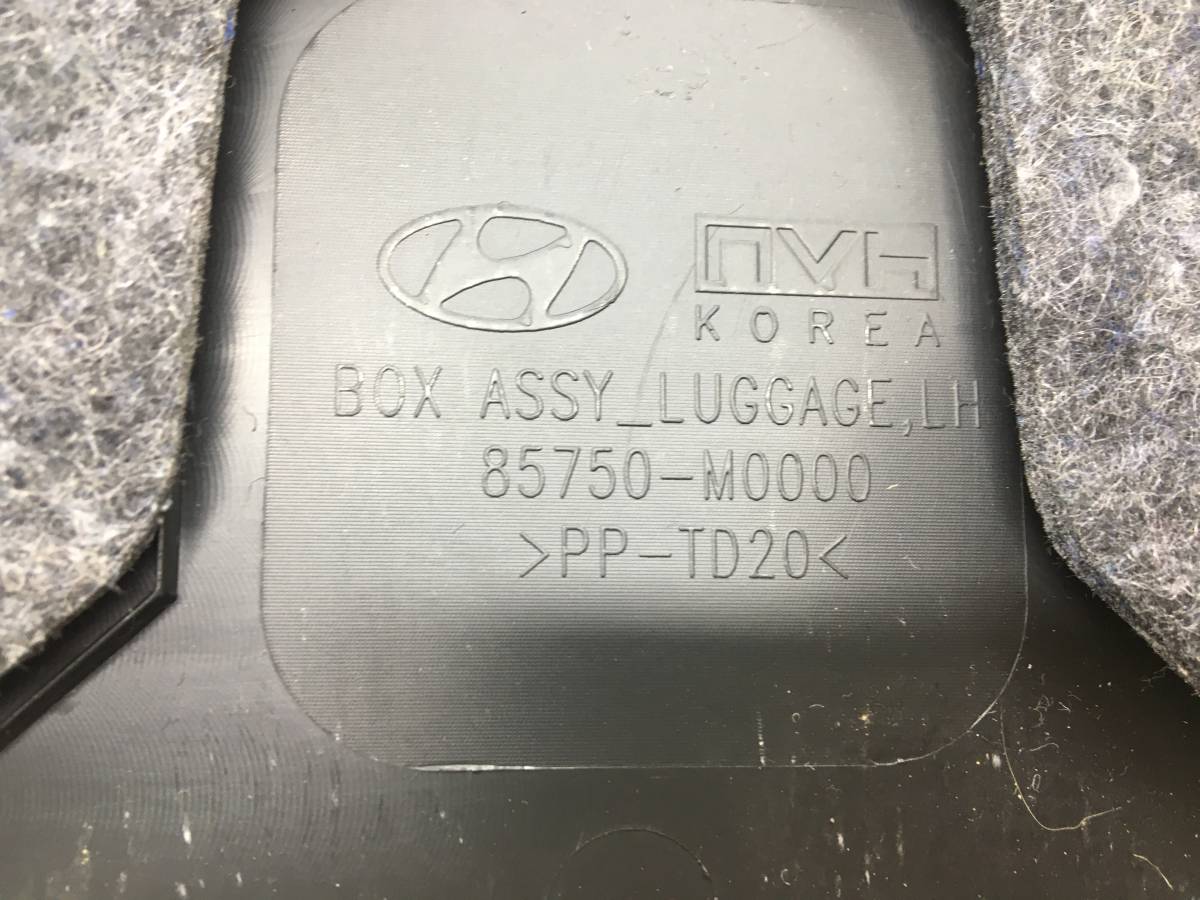 NVH
KOREA
BOX ASSY_LUGGAGE,LH
85750-M0000
>PP-TD20<